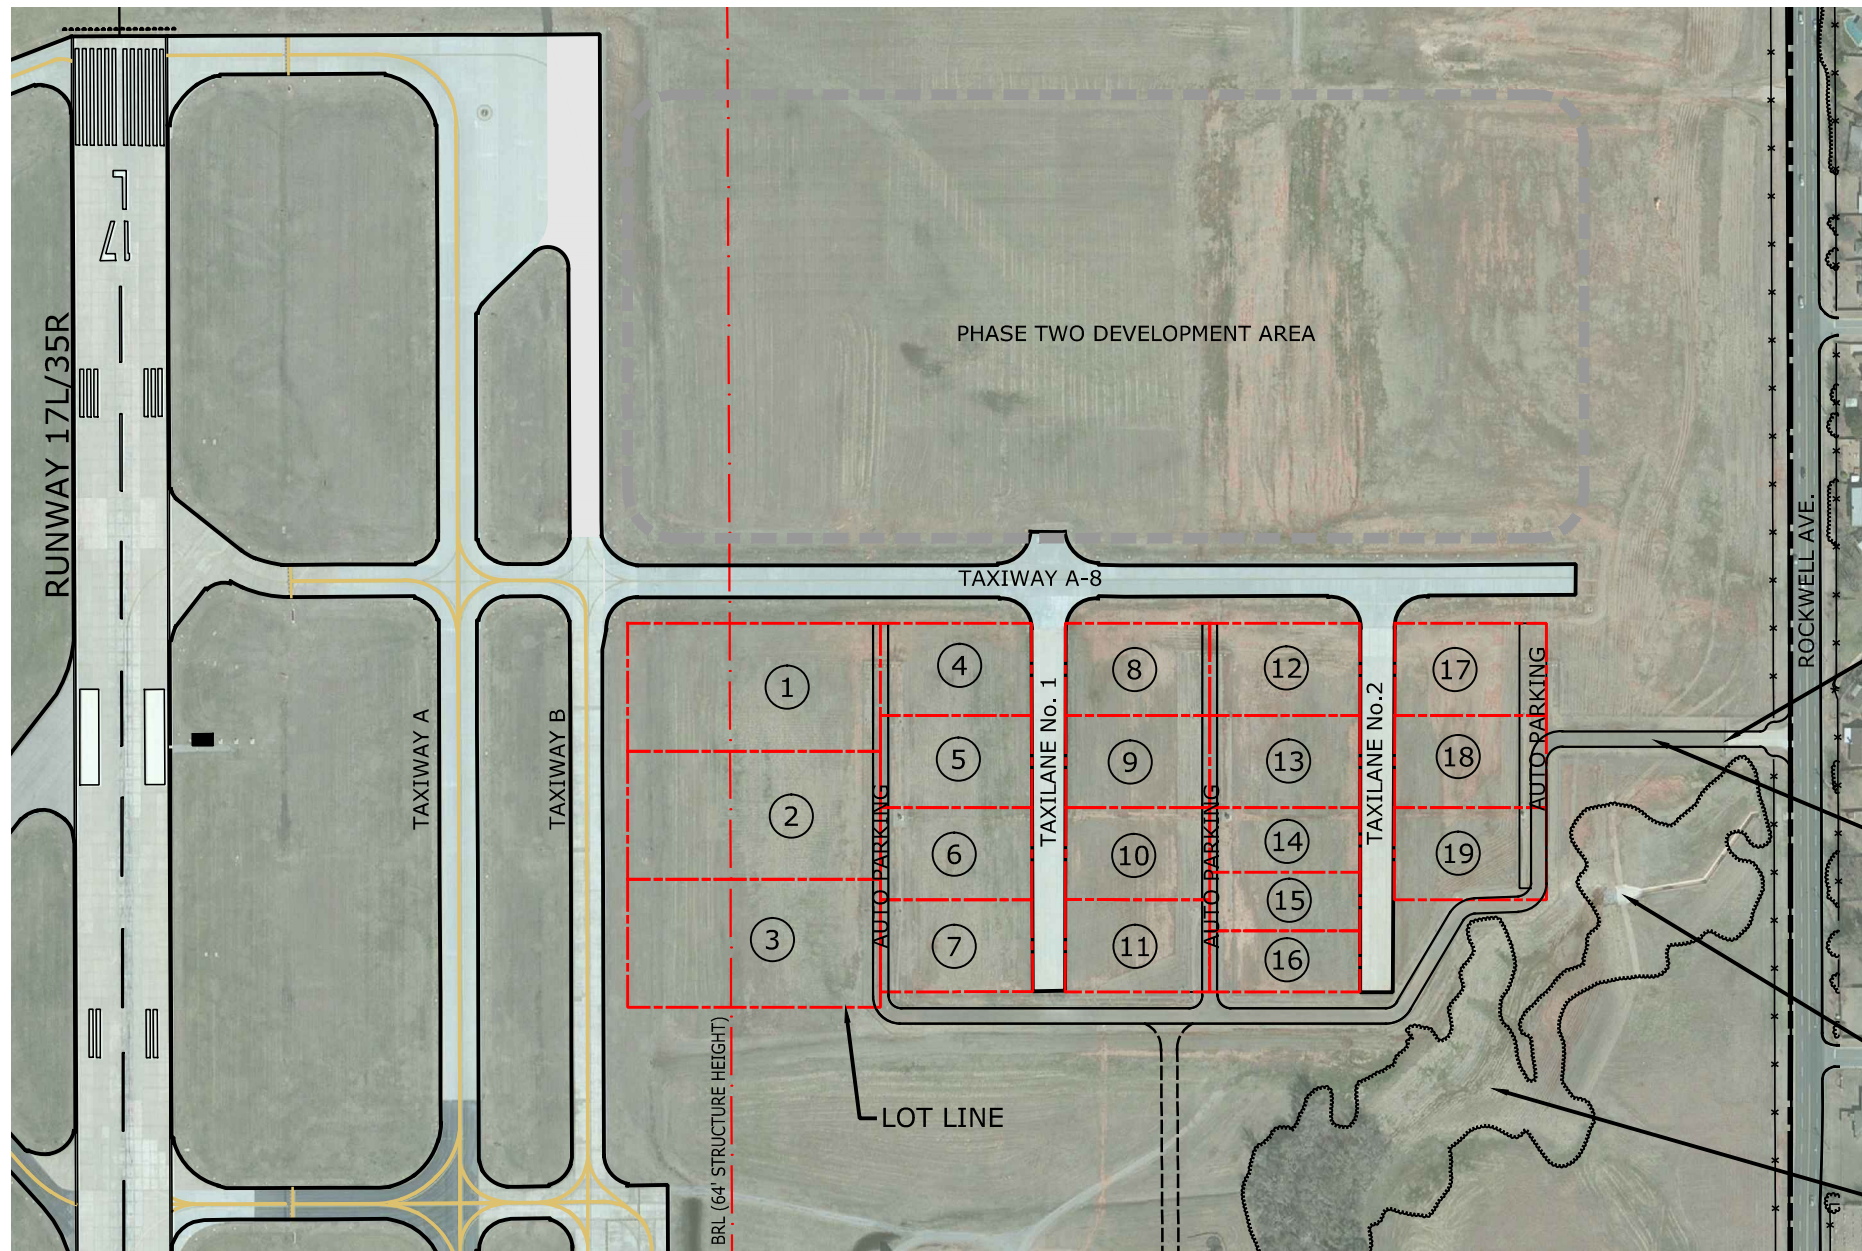 L
17
RUNWAY 17L/35R
PHASE TWO DEVELOPMENT AREA
ROCKWELL AVE.
TAXIWAY A-8
TAXIWAY A
TAXIWAY B
1
2
3
AUTO PARKING
4
5
6
7
TAXILANE No. 1
8
9
10
11
AUTO PARKING
12
13
14
15
16
TAXILANE No.2
17
18
19
AUTO PARKING
BRL (64' STRUCTURE HEIGHT)
LOT LINE